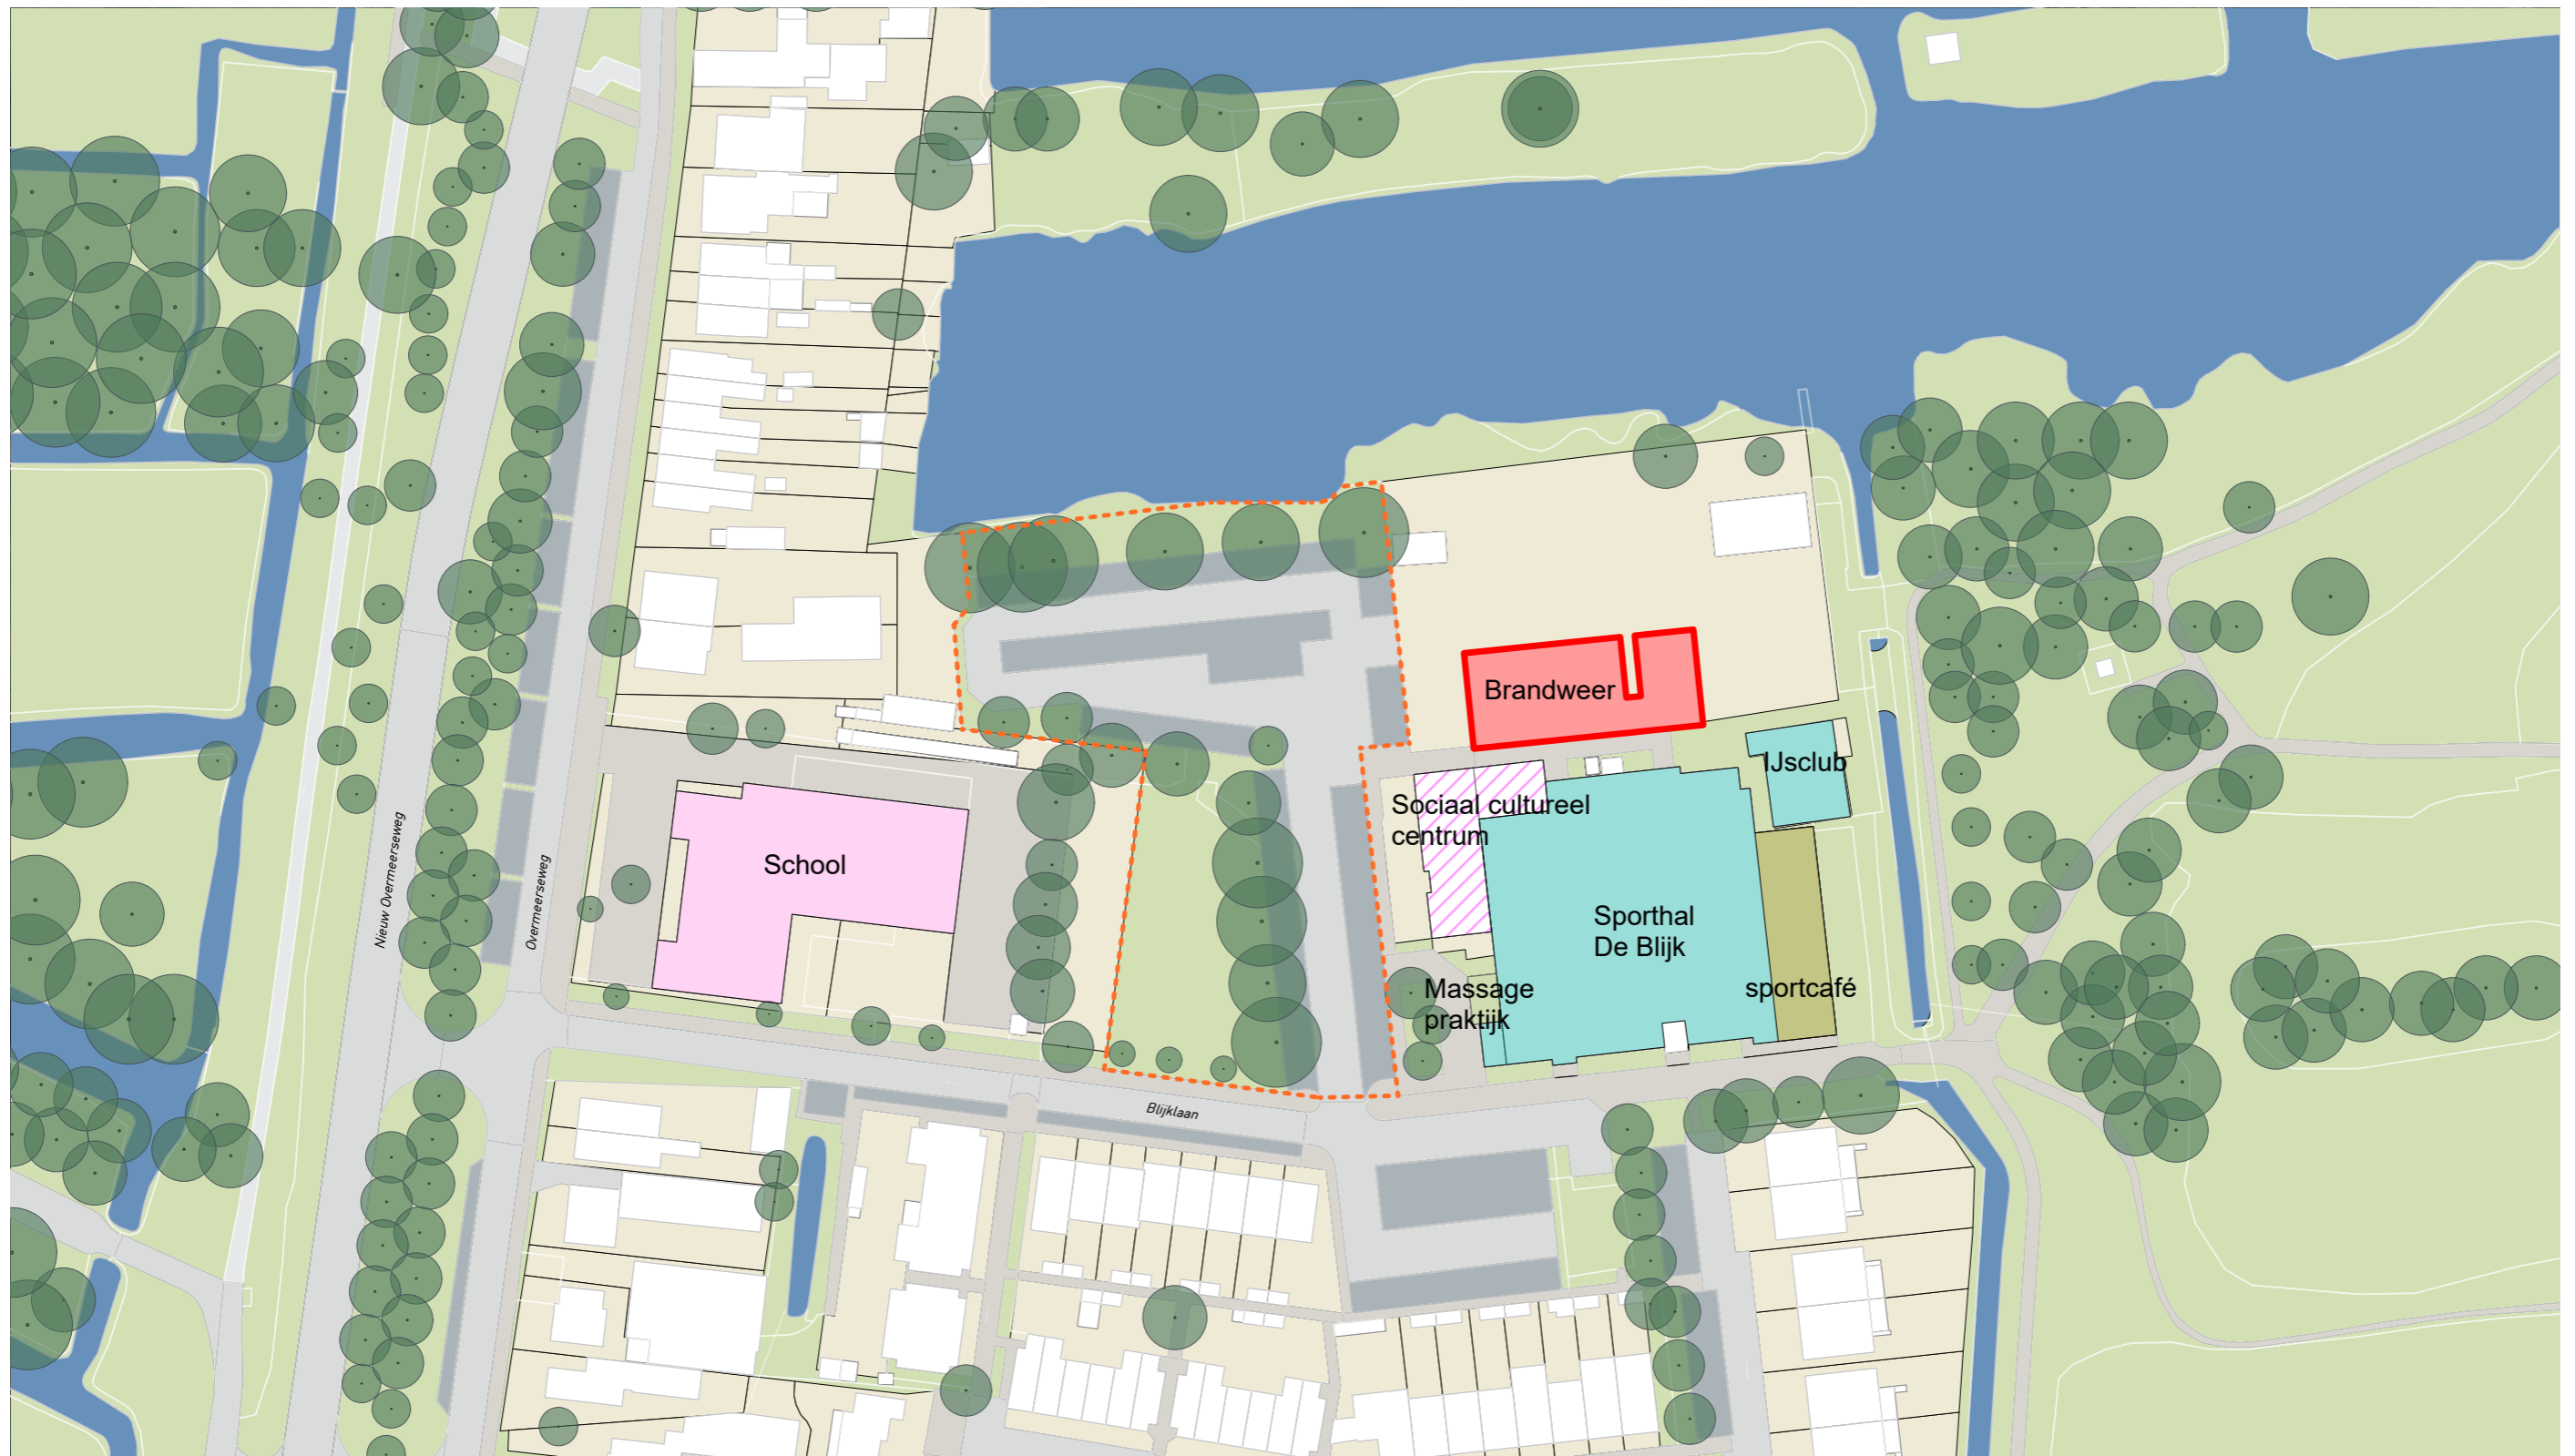 Brandweer
IJsclub
Sociaal cultureel
centrum
School
Sporthal
De Blijk
Massage
praktijk
sportcafé
Nieuw Overmeerseweg
Overmeerseweg
Blijklaan